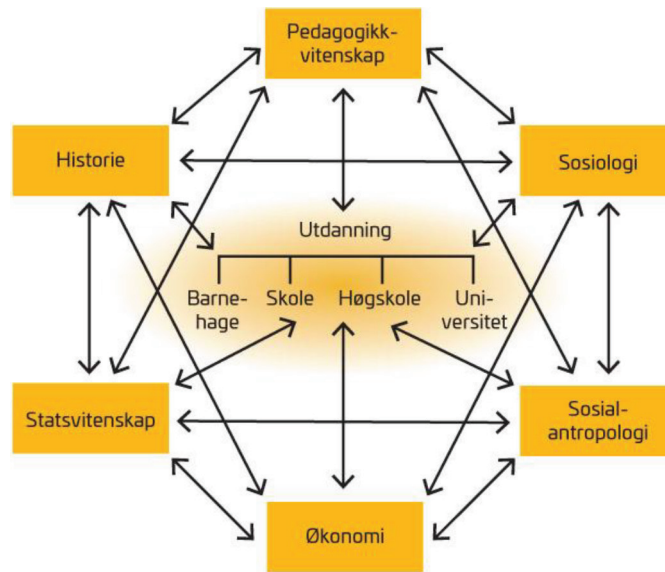 Pedagogikk-
vitenskap
Historie
Sosiologi
Utdanning
Barne-
hage
Skole
Høgskole
Uni-
versitet
Statsvitenskap
Sosial-
antropologi
Økonomi